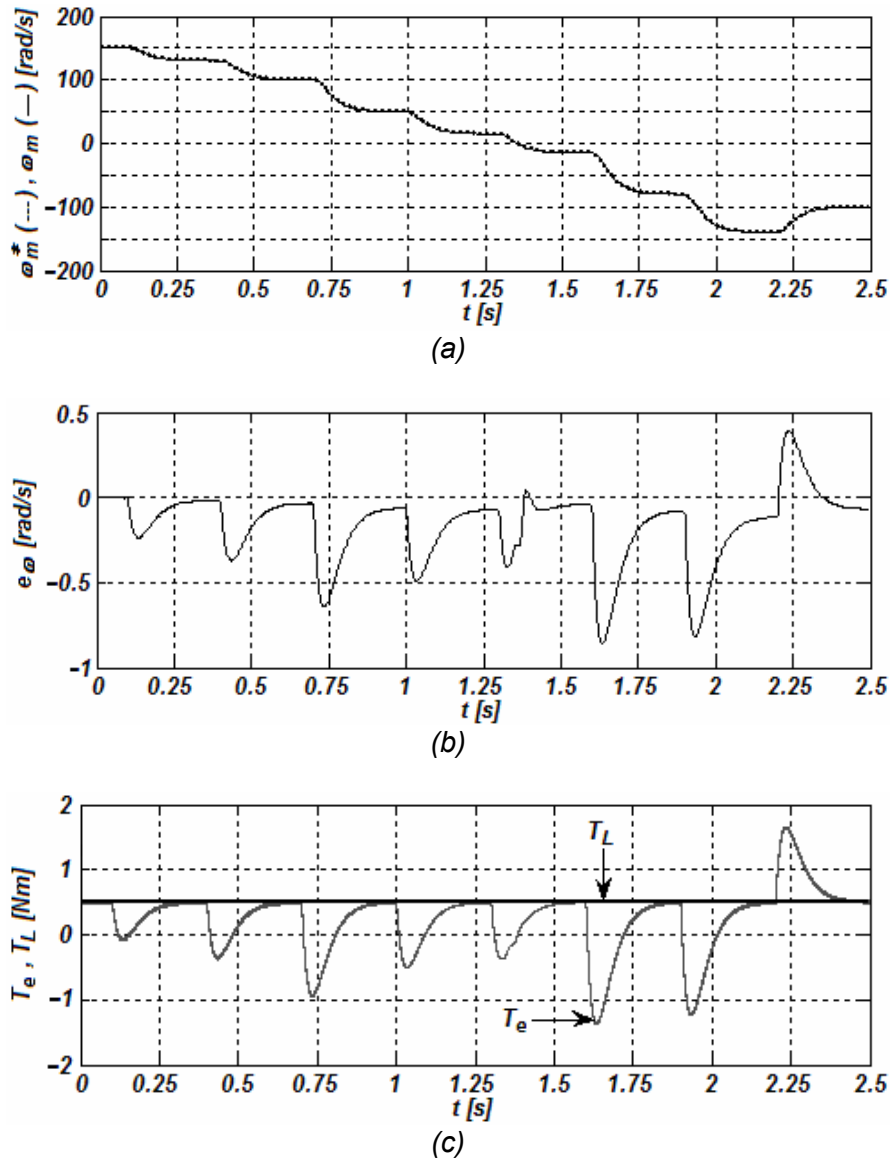 ω*m (---) , ωm (—) [rad/s]
200
100
0
−100
−200
0 0.25 0.5 0.75 1 1.25 1.5 1.75 2 2.25 2.5
t [s]
(a)
eω [rad/s]
0.5
0
−0.5
−1
0 0.25 0.5 0.75 1 1.25 1.5 1.75 2 2.25 2.5
t [s]
(b)
Te , TL [Nm]
2
1
0
−1
−2
TL
Te
0 0.25 0.5 0.75 1 1.25 1.5 1.75 2 2.25 2.5
t [s]
(c)